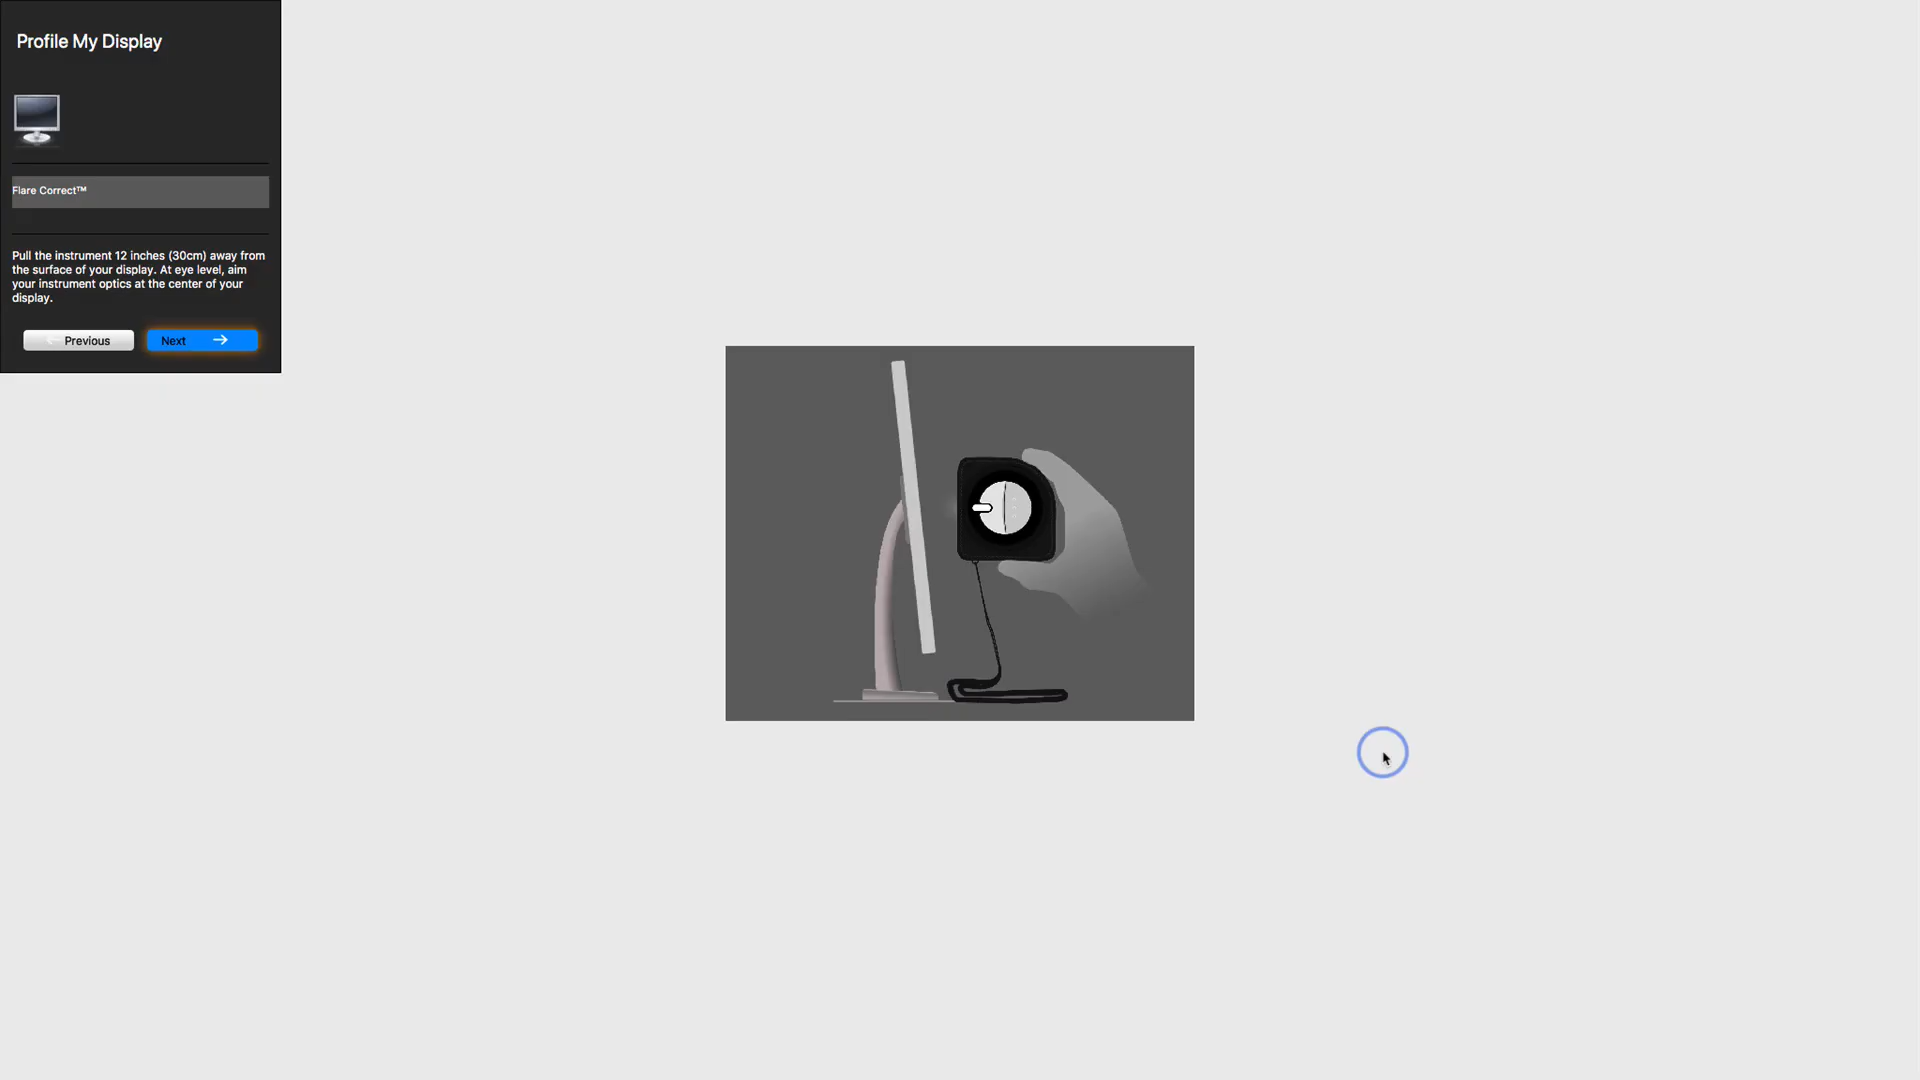 Profile My Display
Flare Correct™
Pull the instrument 12 inches (30cm) away from
the surface of your display. At eye level, aim
your instrument optics at the center of your
display.
Previous
Next